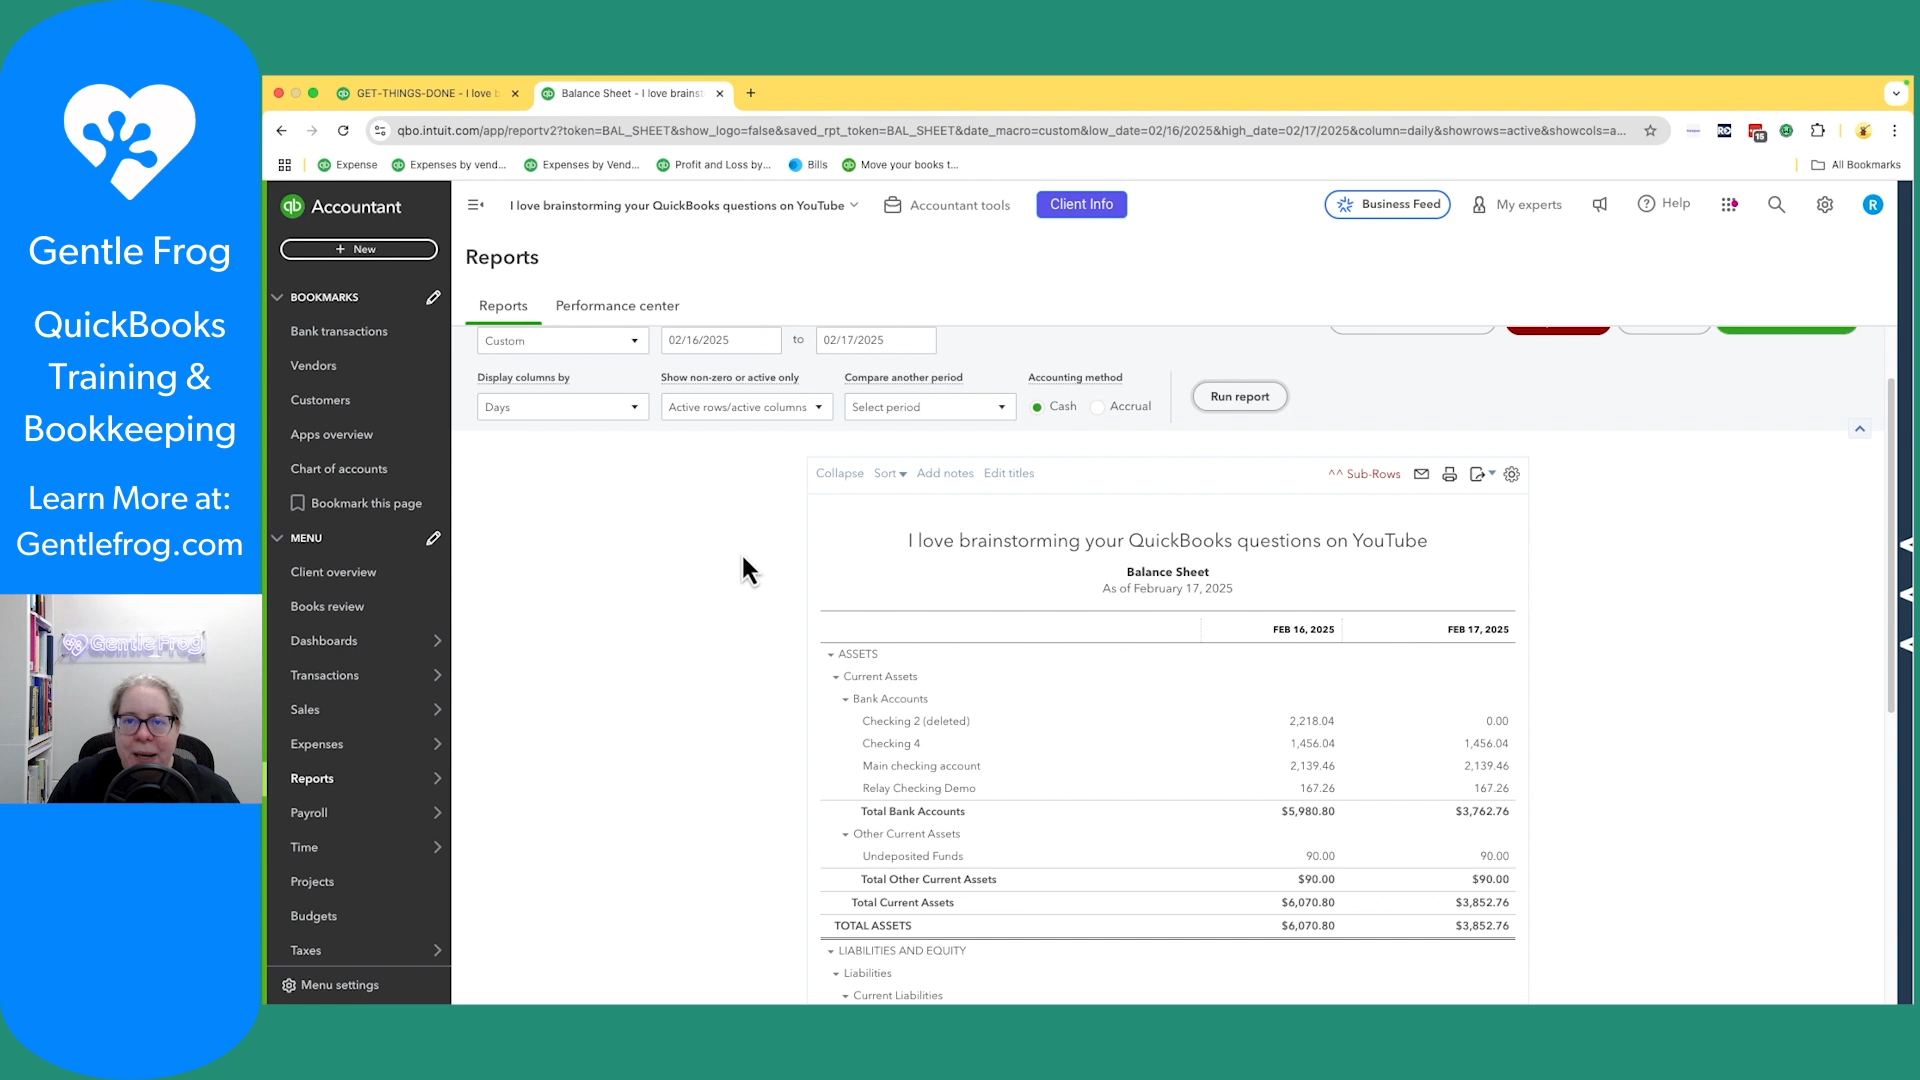 Gentle Frog
QuickBooks
Training &
Bookkeeping
Learn More at:
Gentlefrog.com
Gentle Frog
GET-THINGS-DONE - I love b
Balance Sheet - I love brainst
qbo.intuit.com/app/reportv2?token=BAL_SHEET&show_logo=false&saved_rpt_token=BAL_SHEET&date_macro=custom&low_date=02/16/2025&high_date=02/17/2025&column=daily&showrows=active&showcols=a...
15
Expense
Expenses by vend...
Expenses by Vend...
Profit and Loss by...
Bills
Move your books t...
All Bookmarks
qb Accountant
+ New
BOOKMARKS
Bank transactions
Vendors
Customers
Apps overview
Chart of accounts
Bookmark this page
MENU
Client overview
Books review
Dashboards
Transactions
Sales
Expenses
Reports
Payroll
Time
Projects
Budgets
Taxes
Menu settings
I love brainstorming your QuickBooks questions on YouTube
Accountant tools
Client Info
Business Feed
My experts
Help
R
Reports
Reports
Performance center
Custom
02/16/2025
to
02/17/2025
Display columns by
Show non-zero or active only
Compare another period
Accounting method
Days
Active rows/active columns
Select period
Cash
Accrual
Run report
Collapse
Sort
Add notes
Edit titles
^^ Sub-Rows
I love brainstorming your QuickBooks questions on YouTube
Balance Sheet
As of February 17, 2025
FEB 16, 2025 FEB 17, 2025
ASSETS
Current Assets
Bank Accounts
Checking 2 (deleted) 2,218.04 0.00
Checking 4 1,456.04 1,456.04
Main checking account 2,139.46 2,139.46
Relay Checking Demo 167.26 167.26
Total Bank Accounts $5,980.80 $3,762.76
Other Current Assets
Undeposited Funds 90.00 90.00
Total Other Current Assets $90.00 $90.00
Total Current Assets $6,070.80 $3,852.76
TOTAL ASSETS $6,070.80 $3,852.76
LIABILITIES AND EQUITY
Liabilities
Current Liabilities